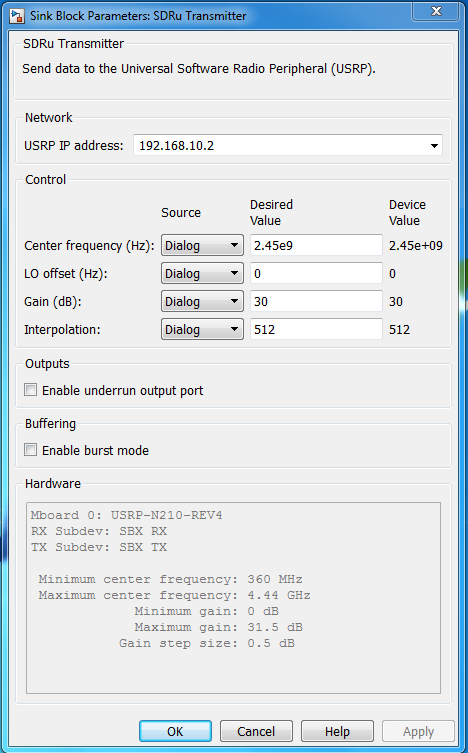 Sink Block Parameters: SDRu Transmitter
SDRu Transmitter
Send data to the Universal Software Radio Peripheral (USRP).
Network
USRP IP address: 192.168.10.2
Control
Source Desired Value Device Value
Center frequency (Hz): Dialog 2.45e9 2.45e+09
LO offset (Hz): Dialog 0 0
Gain (dB): Dialog 30 30
Interpolation: Dialog 512 512
Outputs
Enable underrun output port
Buffering
Enable burst mode
Hardware
Mboard 0: USRP-N210-REV4
RX Subdev: SBX RX
TX Subdev: SBX TX
Minimum center frequency: 360 MHz
Maximum center frequency: 4.44 GHz
Minimum gain: 0 dB
Maximum gain: 31.5 dB
Gain step size: 0.5 dB
OK Cancel Help Apply